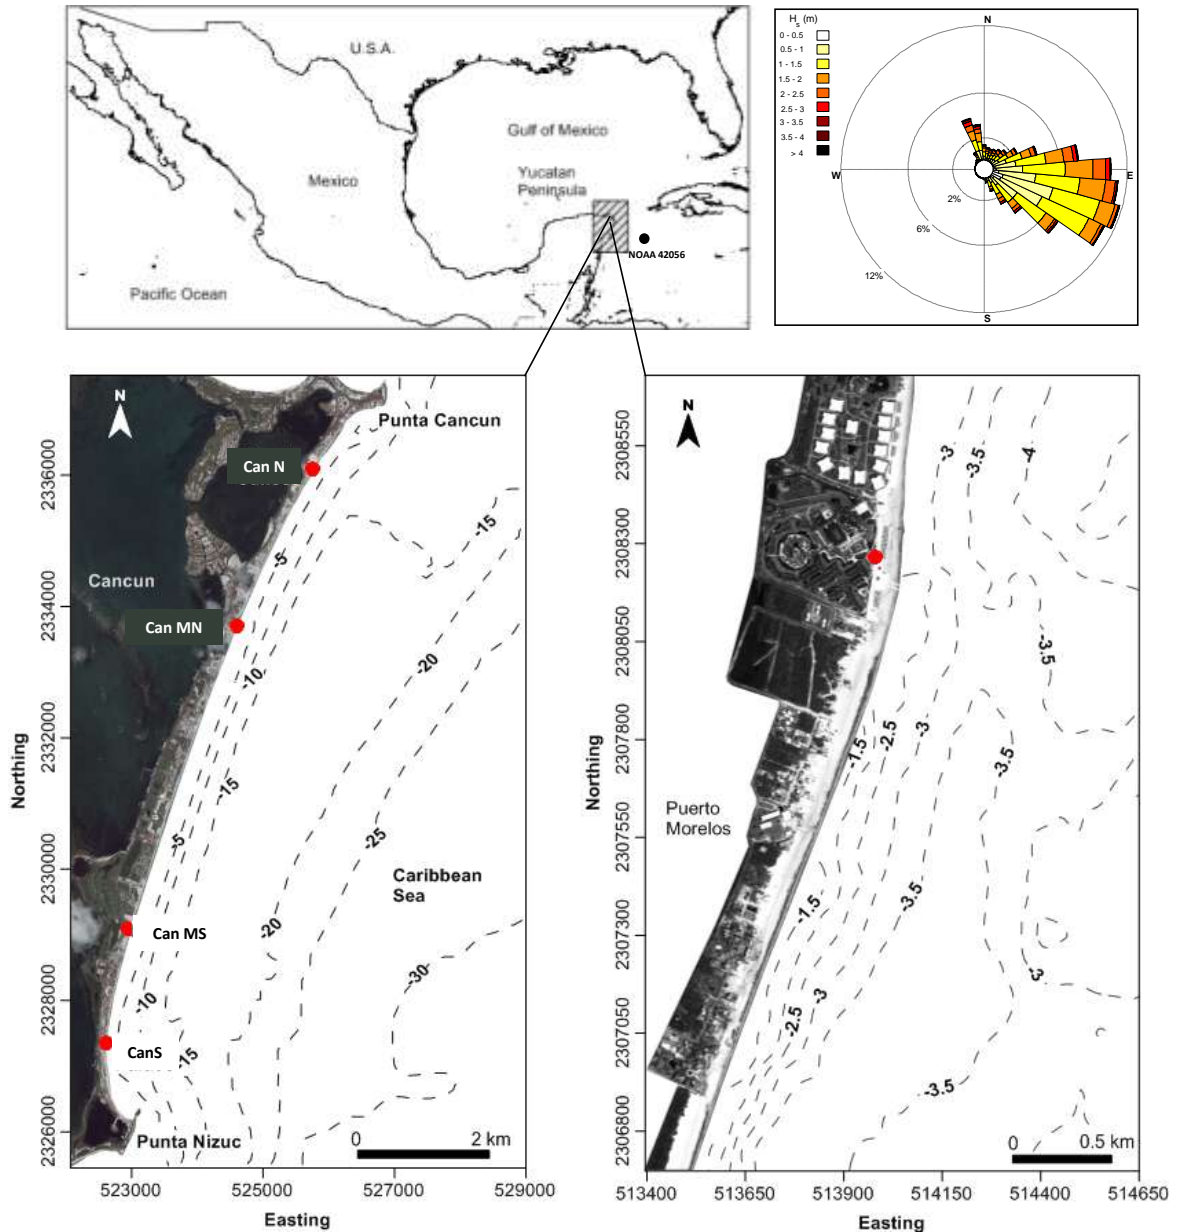 U.S.A.
Gulf of Mexico
Mexico
Yucatan
Peninsula
NOAA 42056
Pacific Ocean
Hs (m)
0 - 0.5
0.5 - 1
1 - 1.5
1.5 - 2
2 - 2.5
2.5 - 3
3 - 3.5
3.5 - 4
> 4
N
W
E
S
2%
6%
12%
N
Punta Cancun
Can N
Cancun
Can MN
Can MS
CanS
Punta Nizuc
Caribbean
Sea
-5
-10
-15
-15
-20
-25
-5
-20
-30
-10
-15
0 2 km
Northing
2336000
2334000
2332000
2330000
2328000
2326000
523000 525000 527000 529000
Easting
N
Puerto
Morelos
-3
-3.5
-4
-3.5
-1.5
-2.5
-3
-3.5
-1.5
-3.5
-3
-2.5
-3
-3.5
0 0.5 km
Northing
2308550
2308300
2308050
2307800
2307550
2307300
2307050
2306800
513400 513650 513900 514150 514400 514650
Easting